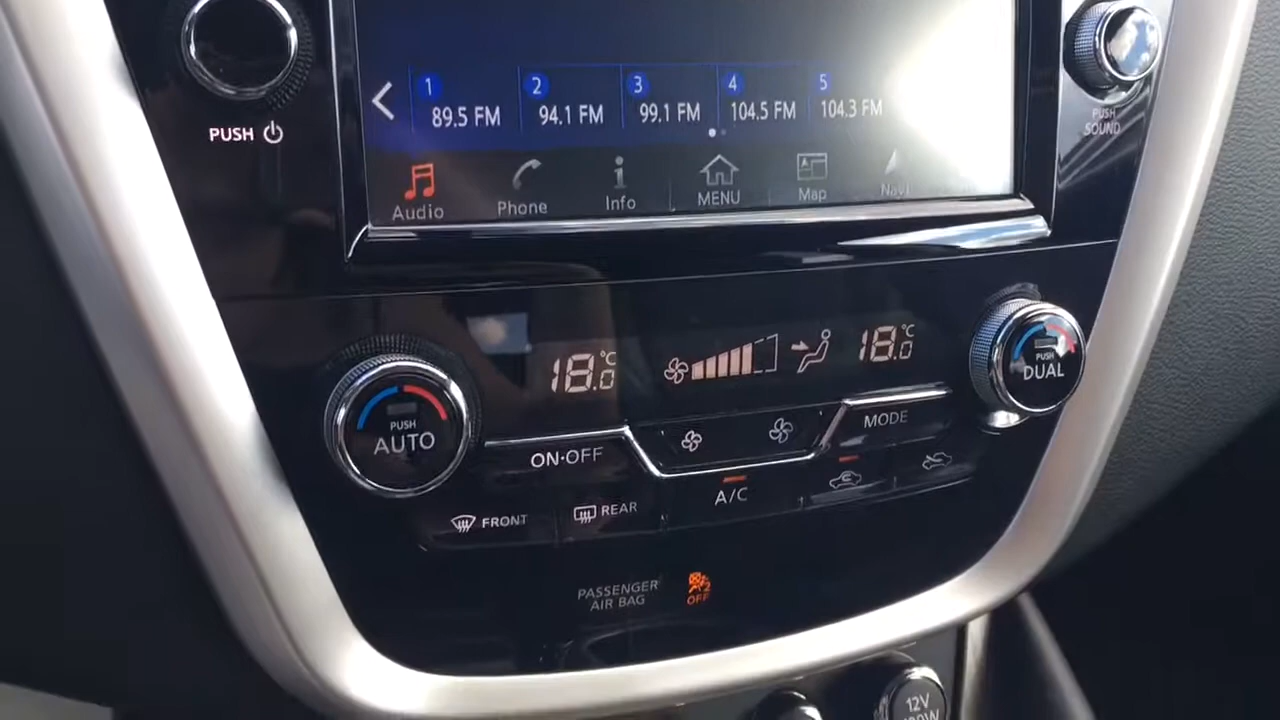 1 2 3 4 5
89.5 FM 94.1 FM 99.1 FM 104.5 FM 104.3 FM
PUSH
PUSH
SOUND
Audio Phone Info MENU Map Navi
18.0 °C
18.0 °C
PUSH
AUTO
PUSH
DUAL
ON·OFF
MODE
A/C
FRONT
REAR
PASSENGER
AIR BAG
2
OFF
12V